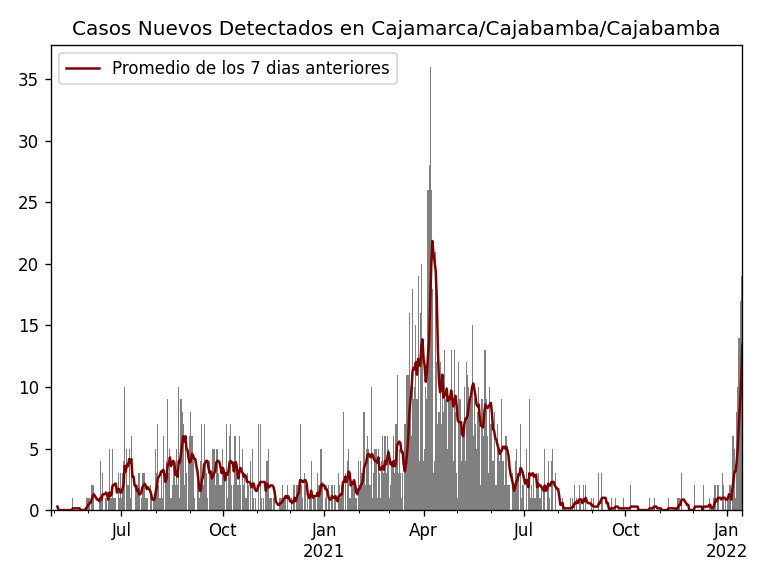 Casos Nuevos Detectados en Cajamarca/Cajabamba/Cajabamba
Promedio de los 7 dias anteriores
35
30
25
20
15
10
5
0
Jul
Oct
Jan
2021
Apr
Jul
Oct
Jan
2022